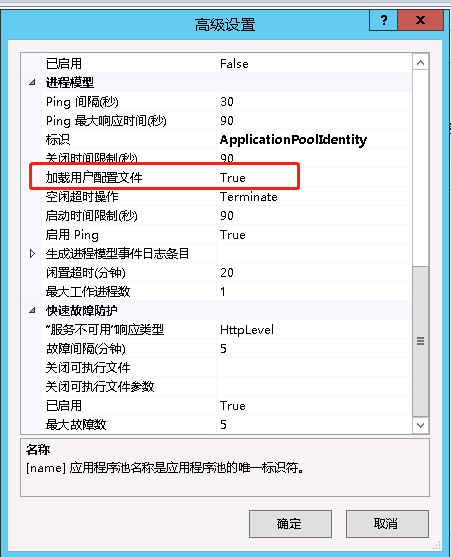 高级设置
?
x
已启用 False
进程模型
Ping 间隔(秒) 30
Ping 最大响应时间(秒) 90
标识 ApplicationPoolIdentity
关闭时间限制(秒) 90
加载用户配置文件 True
空闲超时操作 Terminate
启动时间限制(秒) 90
启用 Ping True
生成进程模型事件日志条目
闲置超时(分钟) 20
最大工作进程数 1
快速故障防护
“服务不可用”响应类型 HttpLevel
故障间隔(分钟) 5
关闭可执行文件
关闭可执行文件参数
已启用 True
最大故障数 5
名称
[name] 应用程序池名称是应用程序池的唯一标识符。
确定
取消